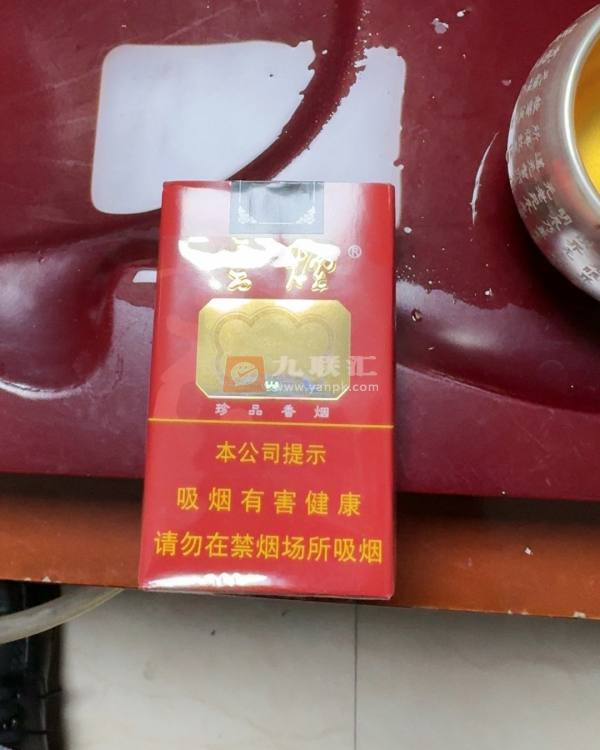 云烟®
九联汇
www.yanpk.com
珍品香烟
本公司提示
吸烟有害健康
请勿在禁烟场所吸烟